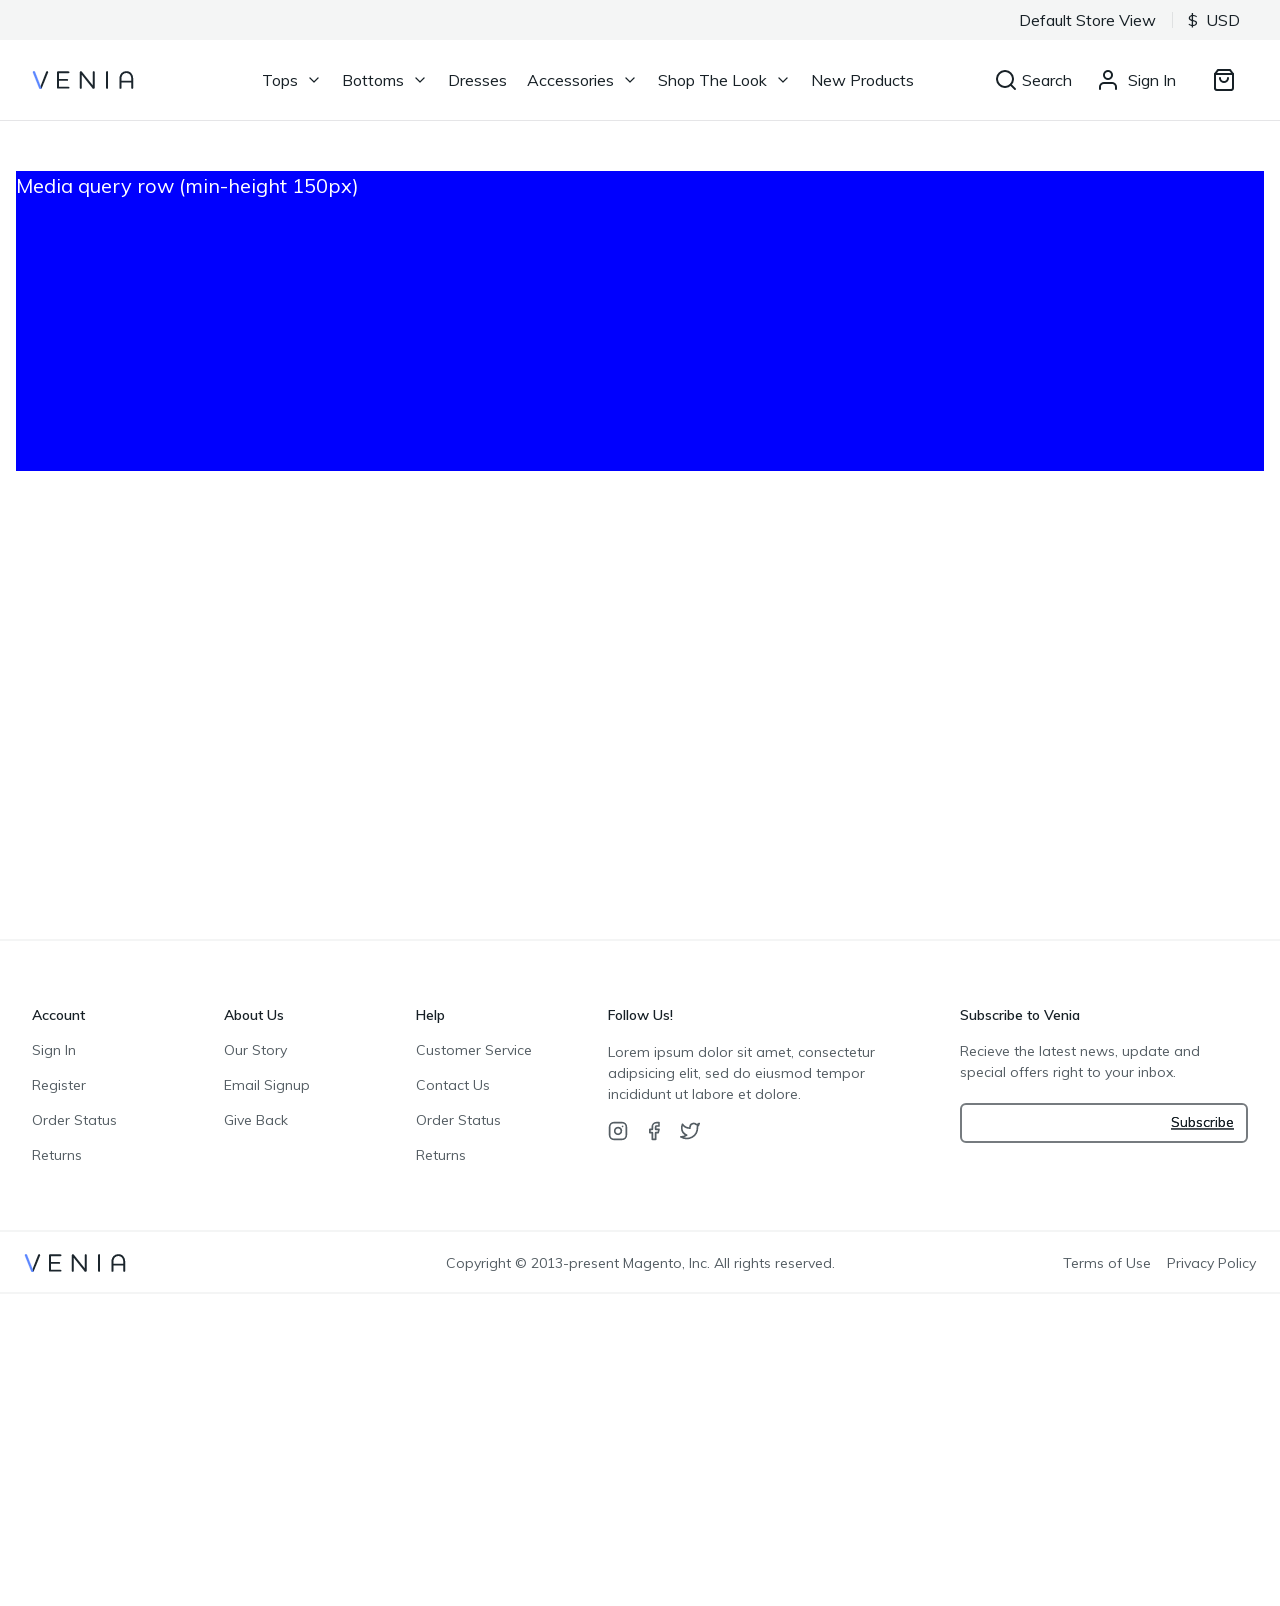 Default Store View $ USD
VENIA Tops Bottoms Dresses Accessories Shop The Look New Products Search Sign In
Media query row (min-height 150px)
Account
Sign In
Register
Order Status
Returns
About Us
Our Story
Email Signup
Give Back
Help
Customer Service
Contact Us
Order Status
Returns
Follow Us!
Lorem ipsum dolor sit amet, consectetur
adipsicing elit, sed do eiusmod tempor
incididunt ut labore et dolore.
Subscribe to Venia
Recieve the latest news, update and
special offers right to your inbox.
Subscribe
VENIA Copyright © 2013-present Magento, Inc. All rights reserved. Terms of Use Privacy Policy